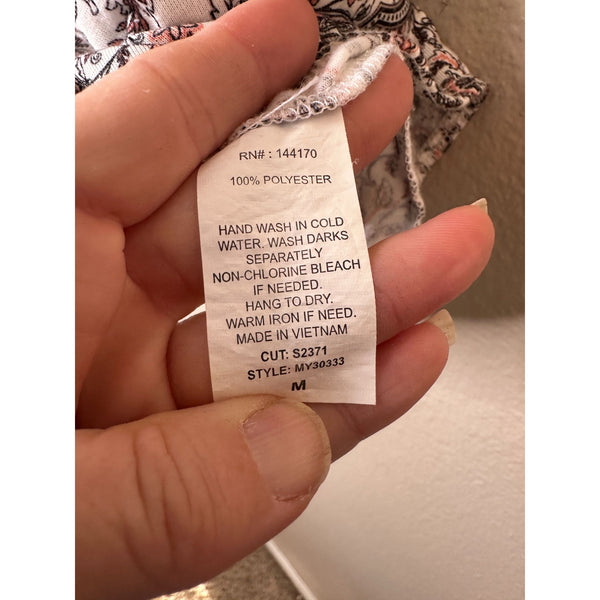 RN# : 144170
100% POLYESTER
HAND WASH IN COLD
WATER. WASH DARKS
SEPARATELY
NON-CHLORINE BLEACH
IF NEEDED.
HANG TO DRY.
WARM IRON IF NEED.
MADE IN VIETNAM
CUT: S2371
STYLE: MY30333
M